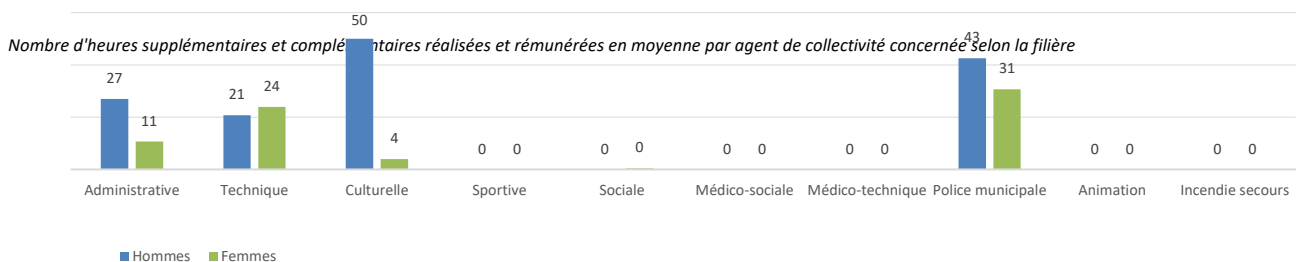 50
Nombre d'heures supplémentaires et complémentaires réalisées et rémunérées en moyenne par agent de collectivité concernée selon la filière
43
27
31
21
24
11
4
0 0 0 0 0 0 0 0 0 0 0 0
Administrative Technique Culturelle Sportive Sociale Médico-sociale Médico-technique Police municipale Animation Incendie secours
Hommes Femmes